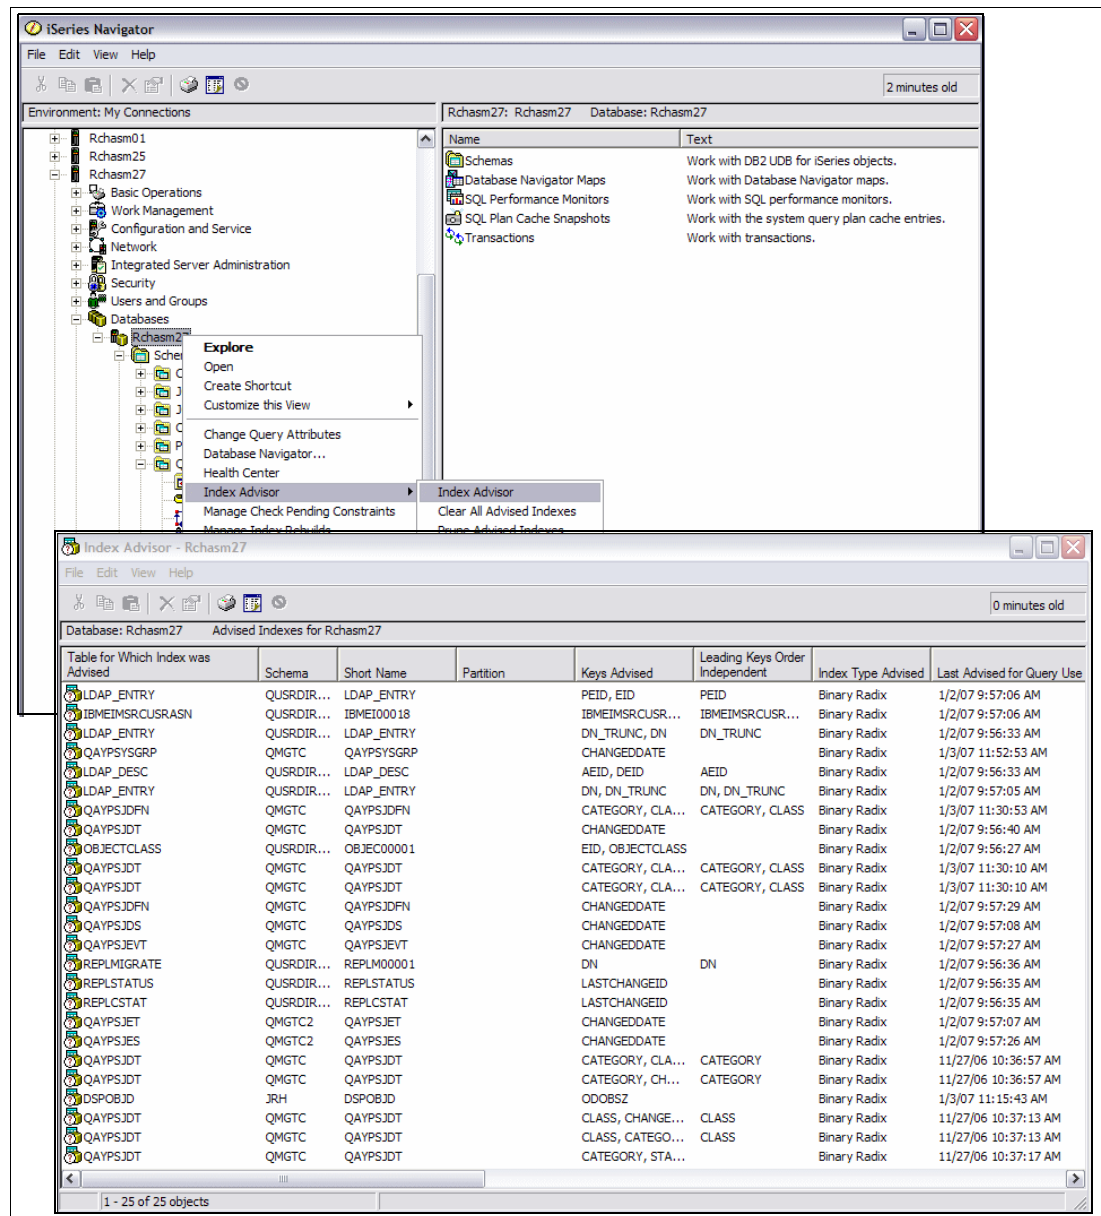 iSeries Navigator
File Edit View Help
2 minutes old
Environment: My Connections
Rchasm27: Rchasm27 Database: Rchasm27
Rchasm01
Rchasm25
Rchasm27
Basic Operations
Work Management
Configuration and Service
Network
Integrated Server Administration
Security
Users and Groups
Databases
Rchasm27
Name Text
Schemas Work with DB2 UDB for iSeries objects.
Database Navigator Maps Work with Database Navigator maps.
SQL Performance Monitors Work with SQL performance monitors.
SQL Plan Cache Snapshots Work with the system query plan cache entries.
Transactions Work with transactions.
Explore
Open
Create Shortcut
Customize this View
Change Query Attributes
Database Navigator...
Health Center
Index Advisor
Manage Check Pending Constraints
Manage Index Rebuilds
Index Advisor
Clear All Advised Indexes
Prune Advised Indexes
Index Advisor - Rchasm27
File Edit View Help
0 minutes old
Database: Rchasm27 Advised Indexes for Rchasm27
Table for Which Index was Advised Schema Short Name Partition Keys Advised Leading Keys Order Independent Index Type Advised Last Advised for Query Use
LDAP_ENTRY QUSRDIR... LDAP_ENTRY PEID, EID PEID Binary Radix 1/2/07 9:57:06 AM
IBMEIMSRCUSRASN QUSRDIR... IBMEI00018 IBMEIMSRCUSR... IBMEIMSRCUSR... Binary Radix 1/2/07 9:57:06 AM
LDAP_ENTRY QUSRDIR... LDAP_ENTRY DN_TRUNC, DN DN_TRUNC Binary Radix 1/2/07 9:56:33 AM
QAYPSYSGRP QMGTC QAYPSYSGRP CHANGEDDATE Binary Radix 1/3/07 11:52:53 AM
LDAP_DESC QUSRDIR... LDAP_DESC AEID, DEID AEID Binary Radix 1/2/07 9:56:33 AM
LDAP_ENTRY QUSRDIR... LDAP_ENTRY DN, DN_TRUNC DN, DN_TRUNC Binary Radix 1/2/07 9:57:05 AM
QAYPSJDFN QMGTC QAYPSJDFN CATEGORY, CLA... CATEGORY, CLASS Binary Radix 1/3/07 11:30:53 AM
QAYPSJDT QMGTC QAYPSJDT CHANGEDDATE Binary Radix 1/2/07 9:56:40 AM
OBJECTCLASS QUSRDIR... OBJEC00001 EID, OBJECTCLASS Binary Radix 1/2/07 9:56:27 AM
QAYPSJDT QMGTC QAYPSJDT CATEGORY, CLA... CATEGORY, CLASS Binary Radix 1/3/07 11:30:10 AM
QAYPSJDT QMGTC QAYPSJDT CATEGORY, CLA... CATEGORY, CLASS Binary Radix 1/3/07 11:30:10 AM
QAYPSJDFN QMGTC QAYPSJDFN CHANGEDDATE Binary Radix 1/2/07 9:57:29 AM
QAYPSJDS QMGTC QAYPSJDS CHANGEDDATE Binary Radix 1/2/07 9:57:08 AM
QAYPSJEVT QMGTC QAYPSJEVT CHANGEDDATE Binary Radix 1/2/07 9:57:27 AM
REPLMIGRATE QUSRDIR... REPLM00001 DN DN Binary Radix 1/2/07 9:56:36 AM
REPLSTATUS QUSRDIR... REPLSTATUS LASTCHANGEID Binary Radix 1/2/07 9:56:35 AM
REPLCSTAT QUSRDIR... REPLCSTAT LASTCHANGEID Binary Radix 1/2/07 9:56:35 AM
QAYPSJET QMGTC2 QAYPSJET CHANGEDDATE Binary Radix 1/2/07 9:57:07 AM
QAYPSJES QMGTC2 QAYPSJES CHANGEDDATE Binary Radix 1/2/07 9:57:26 AM
QAYPSJDT QMGTC QAYPSJDT CATEGORY, CLA... CATEGORY Binary Radix 11/27/06 10:36:57 AM
QAYPSJDT QMGTC QAYPSJDT CATEGORY, CH... CATEGORY Binary Radix 11/27/06 10:36:57 AM
DSPOBJD JRH DSPOBJD ODOBSZ Binary Radix 1/3/07 11:15:43 AM
QAYPSJDT QMGTC QAYPSJDT CLASS, CHANGE... CLASS Binary Radix 11/27/06 10:37:13 AM
QAYPSJDT QMGTC QAYPSJDT CLASS, CATEGO... CLASS Binary Radix 11/27/06 10:37:13 AM
QAYPSJDT QMGTC QAYPSJDT CATEGORY, STA... Binary Radix 11/27/06 10:37:17 AM
1 - 25 of 25 objects